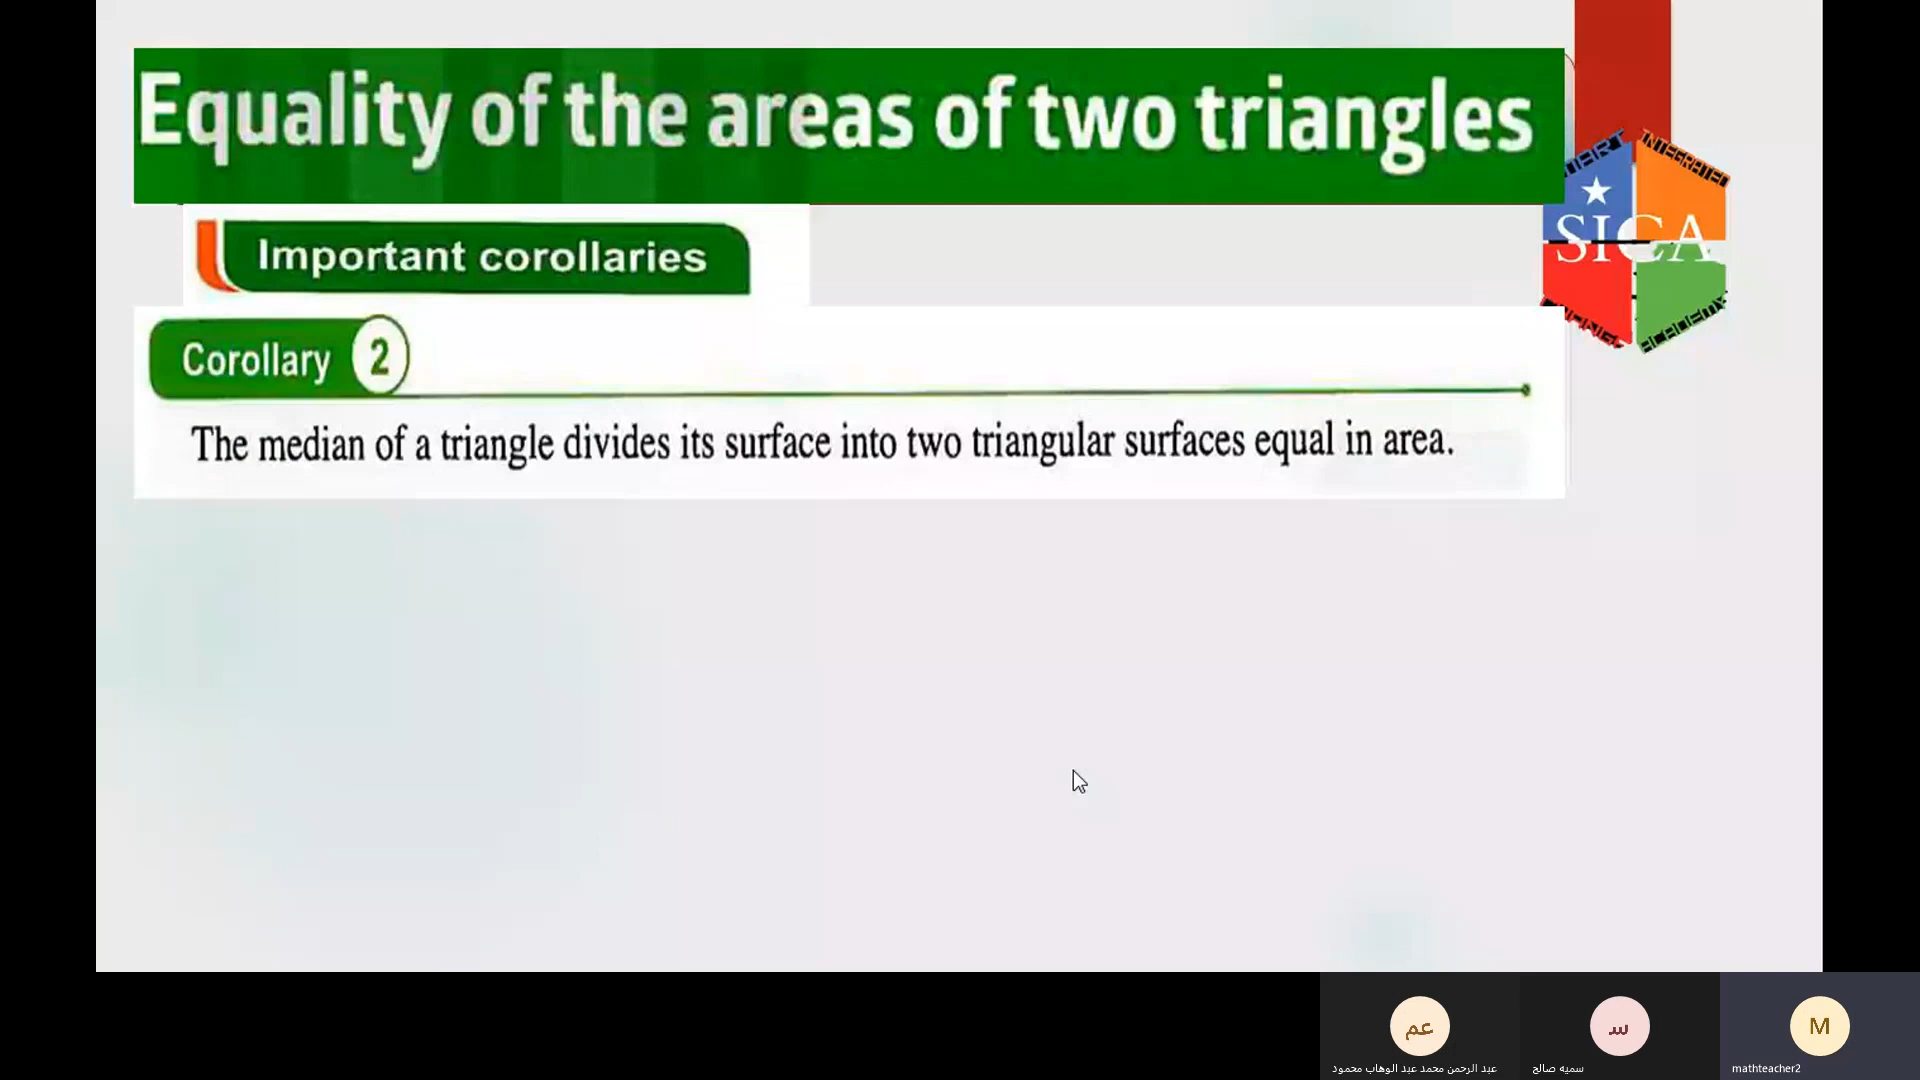 Equality of the areas of two triangles
INTEGRATED
SICA
ACADEMY
Important corollaries
Corollary 2
The median of a triangle divides its surface into two triangular surfaces equal in area.
عم
س
M
عبد الرحمن محمد عبد الوهاب محمود
سميه صالح
mathteacher2